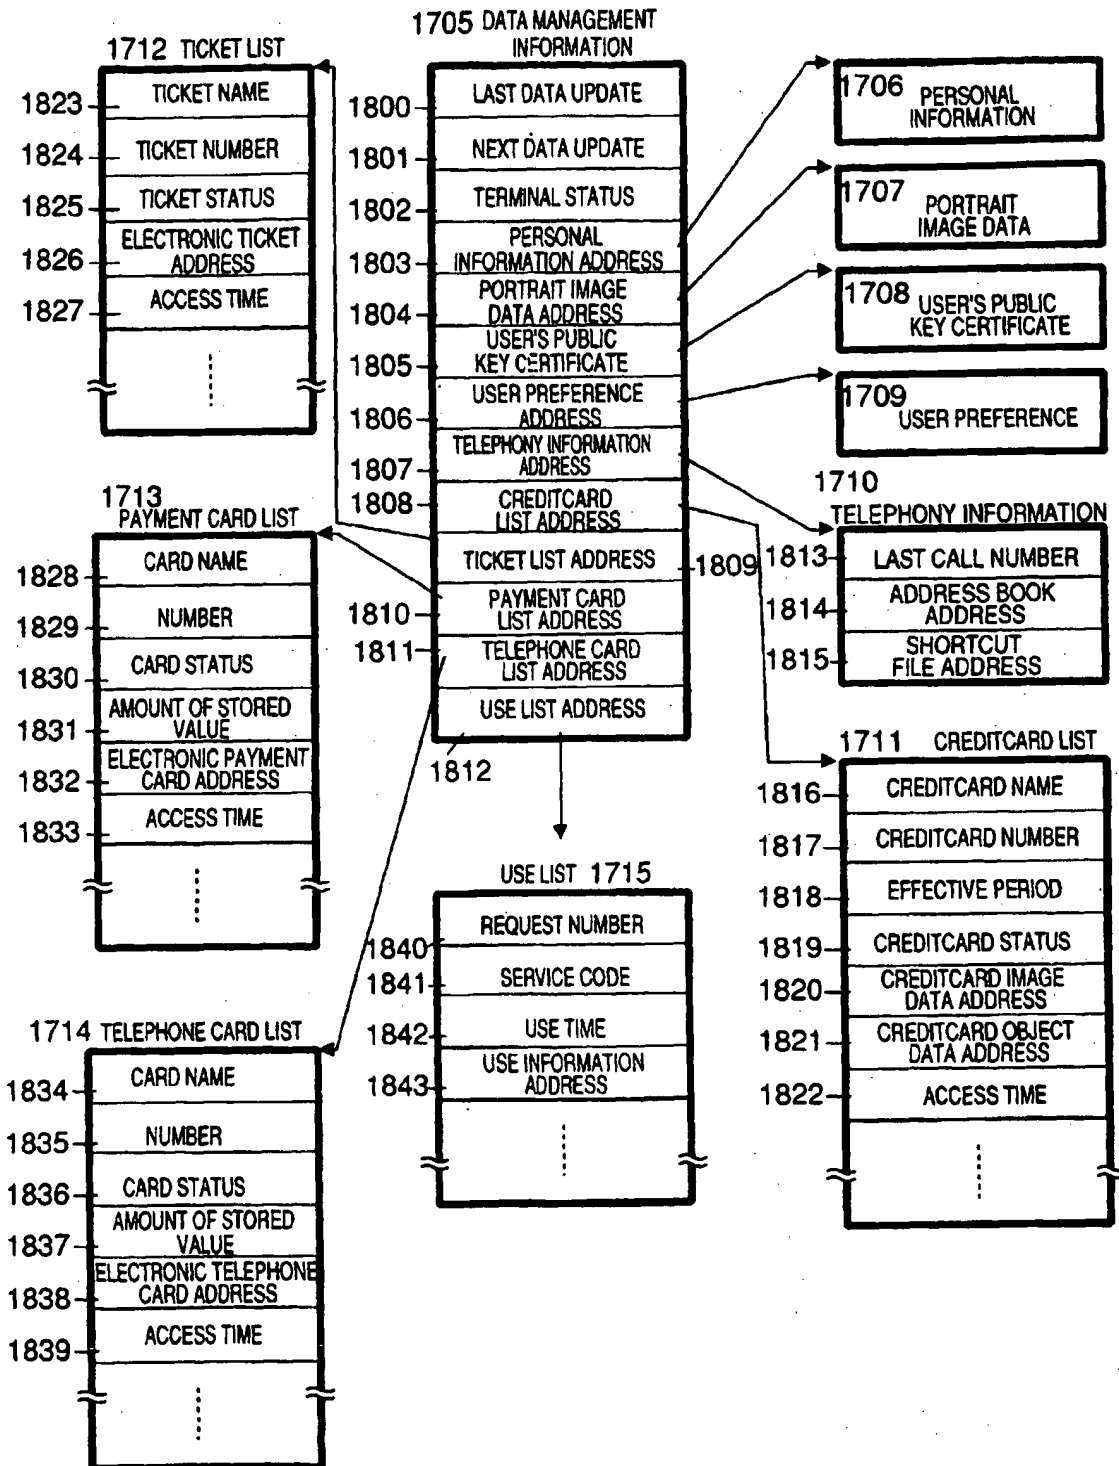 1712 TICKET LIST
1823 TICKET NAME
1824 TICKET NUMBER
1825 TICKET STATUS
1826 ELECTRONIC TICKET
ADDRESS
1827 ACCESS TIME
1713
PAYMENT CARD LIST
1828 CARD NAME
1829 NUMBER
1830 CARD STATUS
1831 AMOUNT OF STORED
VALUE
1832 ELECTRONIC PAYMENT
CARD ADDRESS
1833 ACCESS TIME
1714 TELEPHONE CARD LIST
1834 CARD NAME
1835 NUMBER
1836 CARD STATUS
1837 AMOUNT OF STORED
VALUE
1838 ELECTRONIC TELEPHONE
CARD ADDRESS
1839 ACCESS TIME
1705 DATA MANAGEMENT
INFORMATION
1800 LAST DATA UPDATE
1801 NEXT DATA UPDATE
1802 TERMINAL STATUS
1803 PERSONAL
INFORMATION ADDRESS
1804 PORTRAIT IMAGE
DATA ADDRESS
1805 USER'S PUBLIC
KEY CERTIFICATE
1806 USER PREFERENCE
ADDRESS
1807 TELEPHONY INFORMATION
ADDRESS
1808 CREDITCARD
LIST ADDRESS
TICKET LIST ADDRESS 1809
1810 PAYMENT CARD
LIST ADDRESS
1811 TELEPHONE CARD
LIST ADDRESS
USE LIST ADDRESS
1812
USE LIST 1715
1840 REQUEST NUMBER
1841 SERVICE CODE
1842 USE TIME
1843 USE INFORMATION
ADDRESS
1706 PERSONAL
INFORMATION
1707 PORTRAIT
IMAGE DATA
1708 USER'S PUBLIC
KEY CERTIFICATE
1709
USER PREFERENCE
1710
TELEPHONY INFORMATION
1813 LAST CALL NUMBER
1814 ADDRESS BOOK
ADDRESS
1815 SHORTCUT
FILE ADDRESS
1711 CREDITCARD LIST
1816 CREDITCARD NAME
1817 CREDITCARD NUMBER
1818 EFFECTIVE PERIOD
1819 CREDITCARD STATUS
1820 CREDITCARD IMAGE
DATA ADDRESS
1821 CREDITCARD OBJECT
DATA ADDRESS
1822 ACCESS TIME